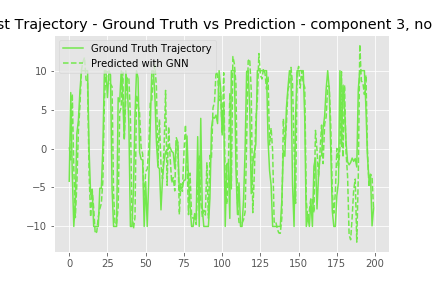 st Trajectory - Ground Truth vs Prediction - component 3, no
Ground Truth Trajectory
Predicted with GNN
10
5
0
−5
−10
0 25 50 75 100 125 150 175 200